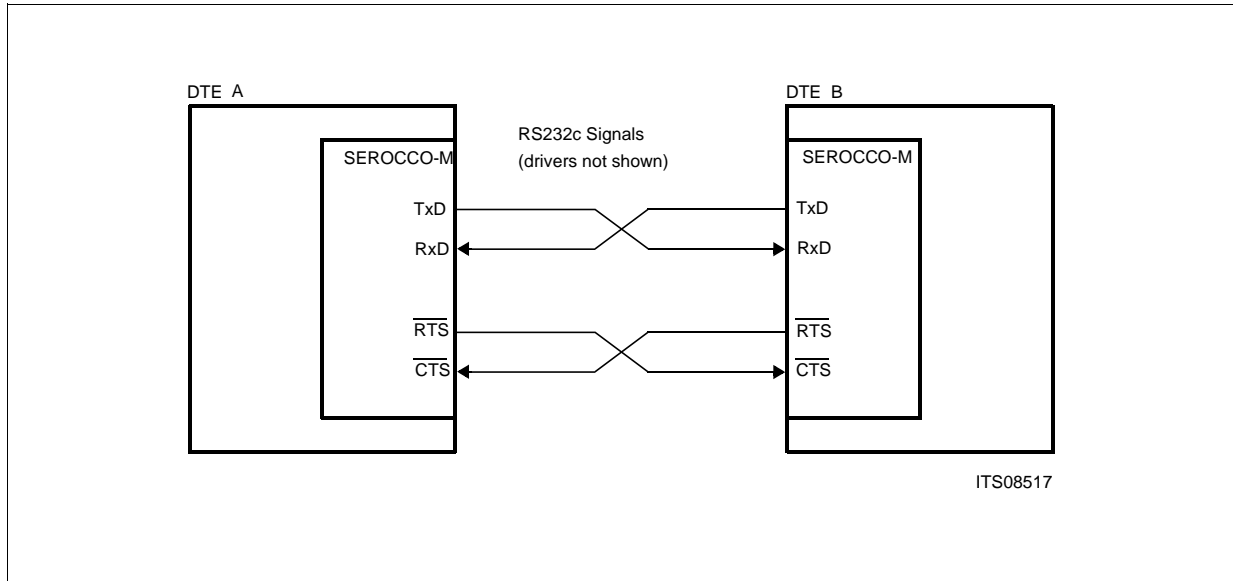 DTE A
DTE B
RS232c Signals
(drivers not shown)
SEROCCO-M
SEROCCO-M
TxD
TxD
RxD
RxD
RTS
RTS
CTS
CTS
ITS08517